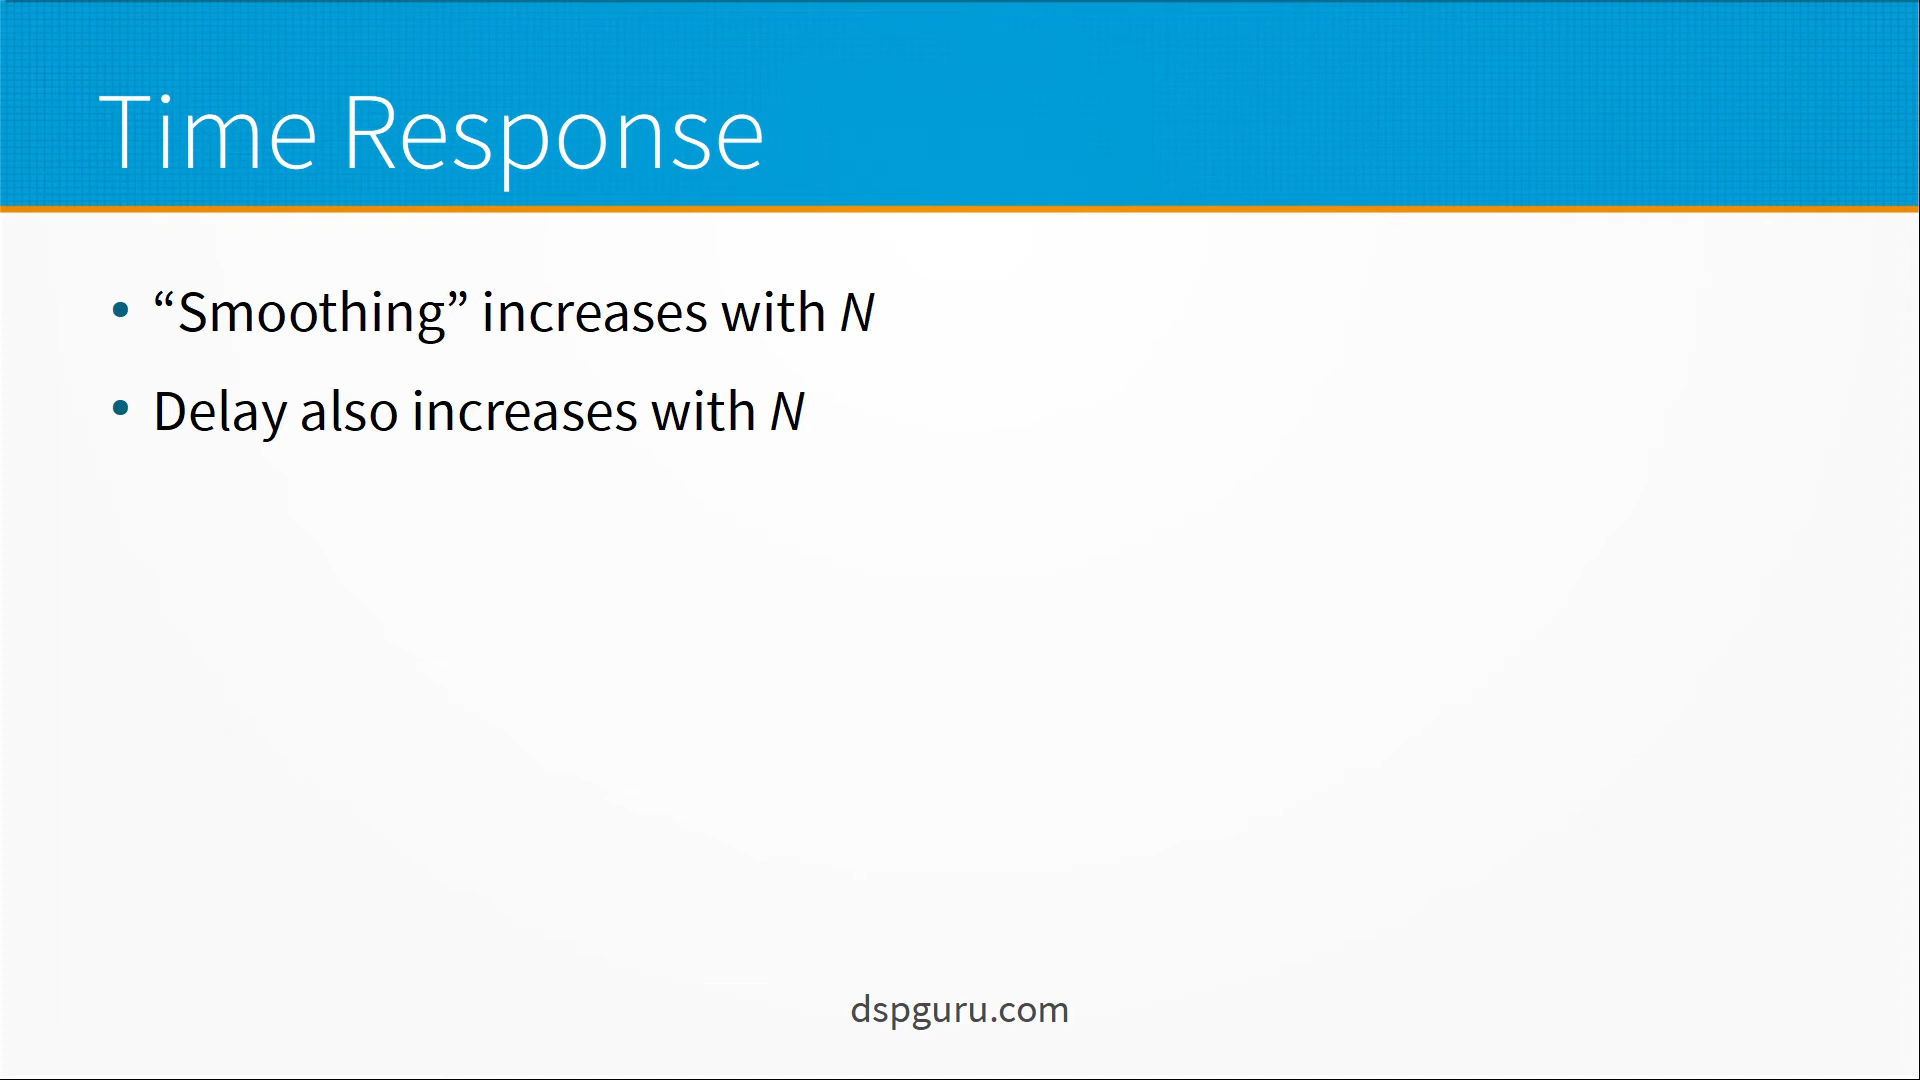 Time Response
• “Smoothing” increases with N
• Delay also increases with N
dspguru.com